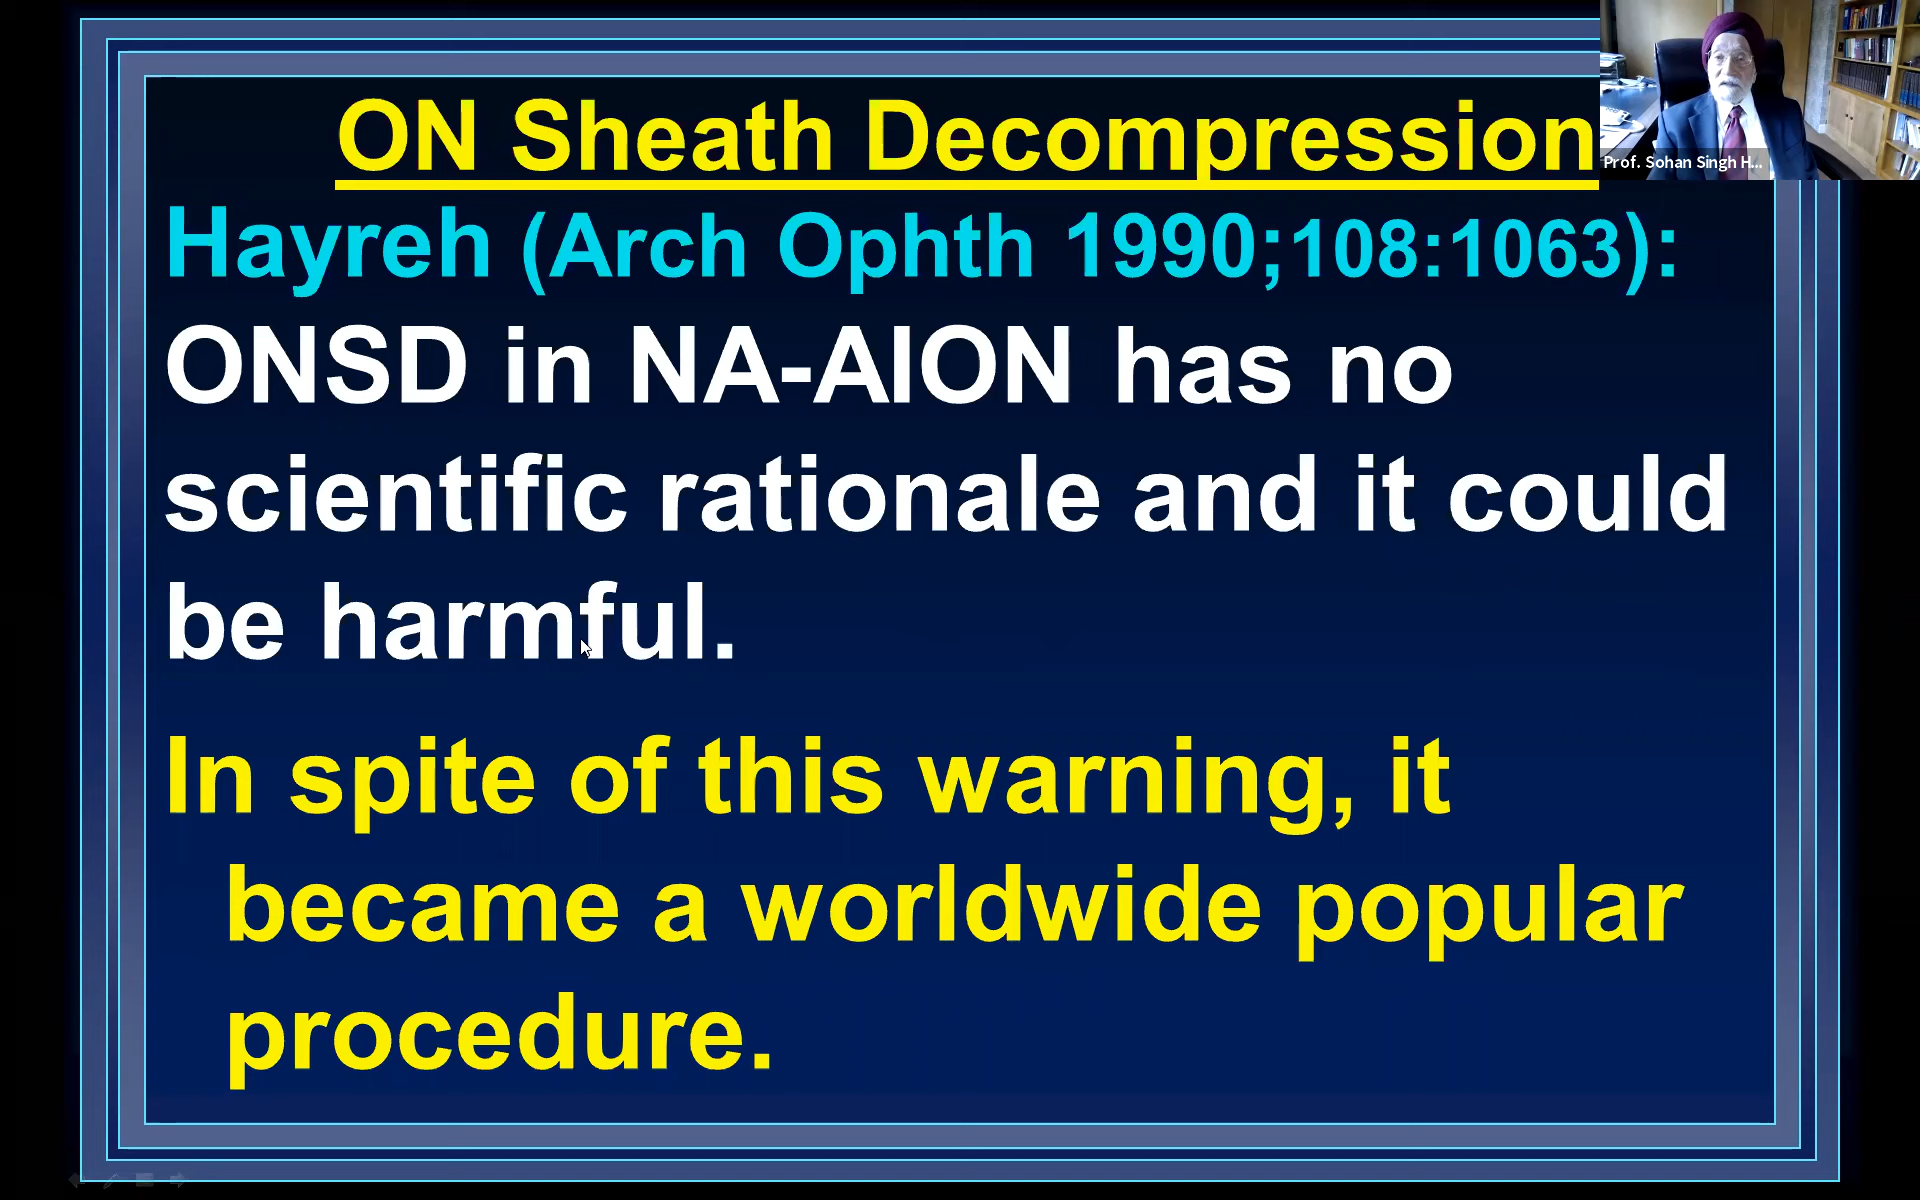 ON Sheath Decompression
Prof. Sohan Singh H...
Hayreh (Arch Ophth 1990;108:1063):
ONSD in NA-AION has no
scientific rationale and it could
be harmful.
In spite of this warning, it
became a worldwide popular
procedure.